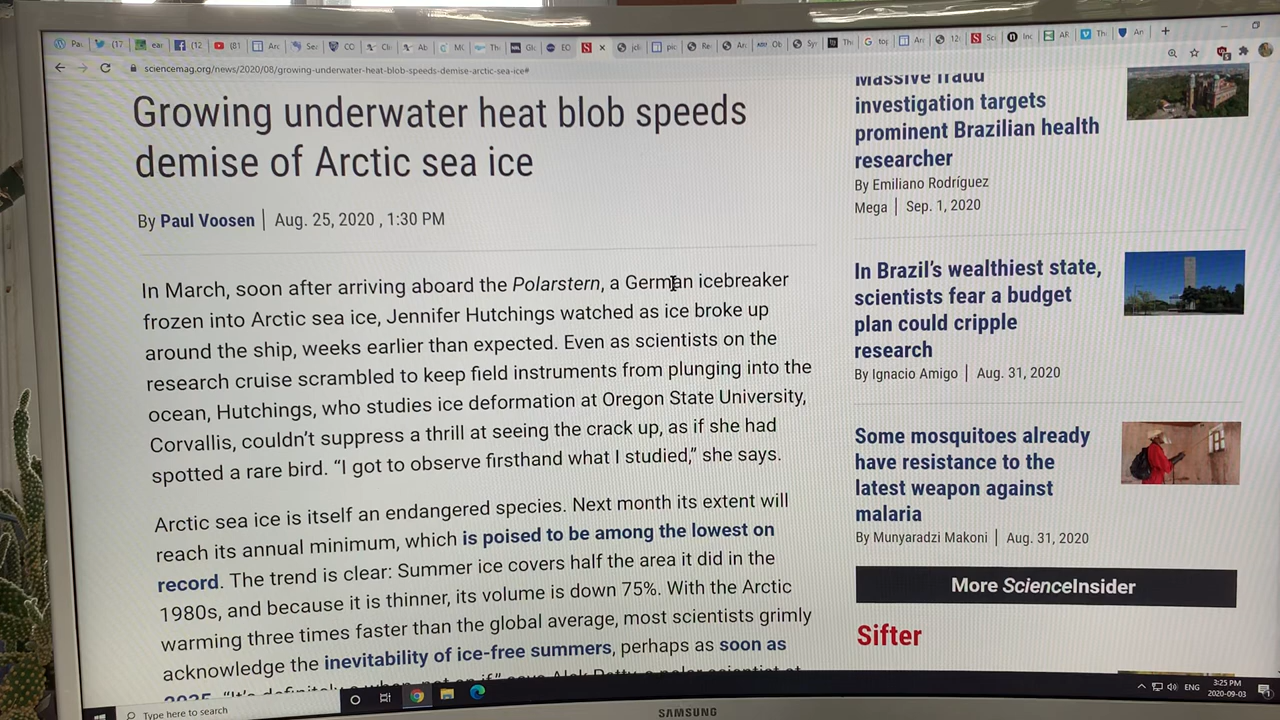 sciencemag.org/news/2020/08/growing-underwater-heat-blob-speeds-demise-arctic-sea-ice#
Growing underwater heat blob speeds
demise of Arctic sea ice
By Paul Voosen | Aug. 25, 2020 , 1:30 PM
In March, soon after arriving aboard the Polarstern, a German icebreaker
frozen into Arctic sea ice, Jennifer Hutchings watched as ice broke up
around the ship, weeks earlier than expected. Even as scientists on the
research cruise scrambled to keep field instruments from plunging into the
ocean, Hutchings, who studies ice deformation at Oregon State University,
Corvallis, couldn't suppress a thrill at seeing the crack up, as if she had
spotted a rare bird. “I got to observe firsthand what I studied,” she says.
Arctic sea ice is itself an endangered species. Next month its extent will
reach its annual minimum, which is poised to be among the lowest on
record. The trend is clear: Summer ice covers half the area it did in the
1980s, and because it is thinner, its volume is down 75%. With the Arctic
warming three times faster than the global average, most scientists grimly
acknowledge the inevitability of ice-free summers, perhaps as soon as
Massive fraud
investigation targets
prominent Brazilian health
researcher
By Emiliano Rodríguez
Mega | Sep. 1, 2020
In Brazil's wealthiest state,
scientists fear a budget
plan could cripple
research
By Ignacio Amigo | Aug. 31, 2020
Some mosquitoes already
have resistance to the
latest weapon against
malaria
By Munyaradzi Makoni | Aug. 31, 2020
More ScienceInsider
Sifter
Type here to search
ENG
3:25 PM
2020-09-03
SAMSUNG